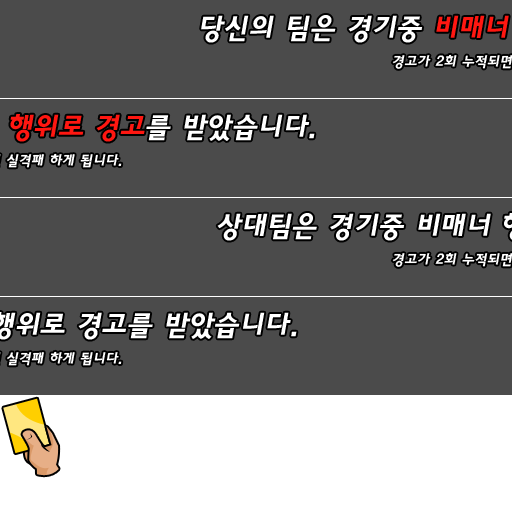 당신의 팀은 경기중 비매너
경고가 2회 누적되면
행위로 경고를 받았습니다.
실격패 하게 됩니다.
상대팀은 경기중 비매너
경고가 2회 누적되면
행위로 경고를 받았습니다.
실격패 하게 됩니다.